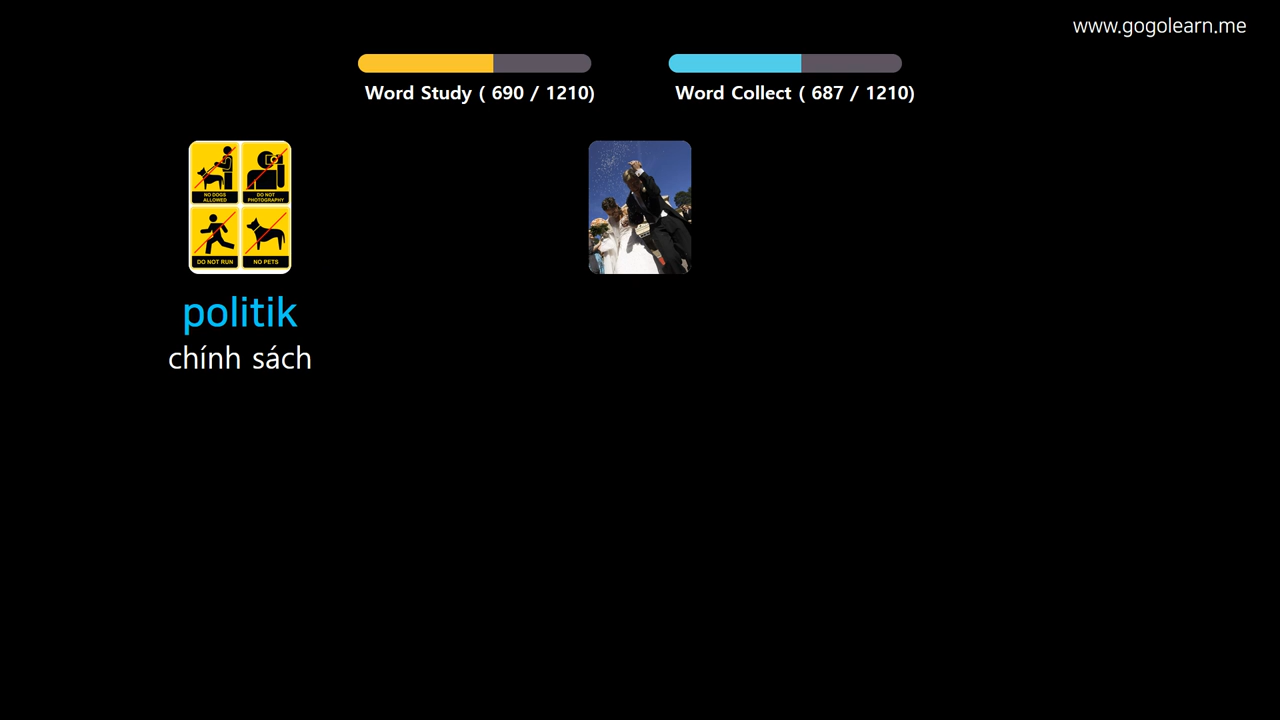 www.gogolearn.me
Word Study ( 690 / 1210)
Word Collect ( 687 / 1210)
NO DOGS
ALLOWED
DO NOT
PHOTOGRAPHY
DO NOT RUN
NO PETS
politik
chính sách